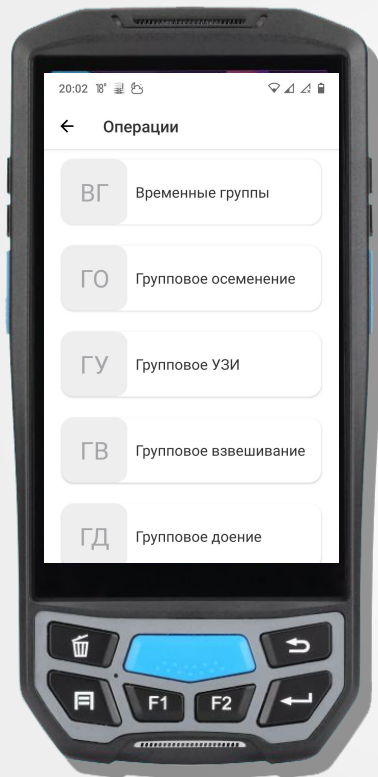 20:02 18°
Операции
ВГ Временные группы
ГО Групповое осеменение
ГУ Групповое УЗИ
ГВ Групповое взвешивание
ГД Групповое доение
F1 F2